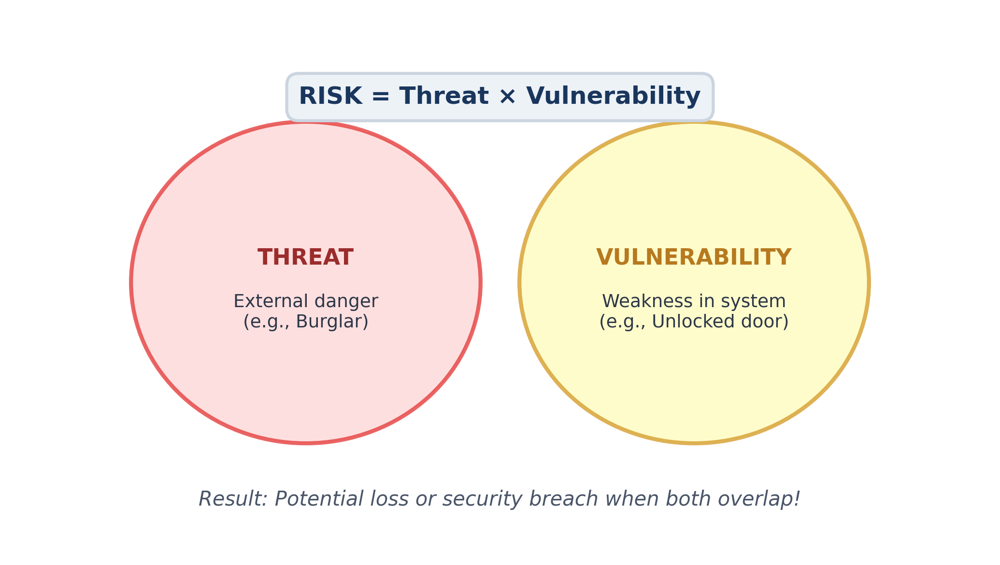 RISK = Threat × Vulnerability
THREAT
External danger
(e.g., Burglar)
VULNERABILITY
Weakness in system
(e.g., Unlocked door)
Result: Potential loss or security breach when both overlap!